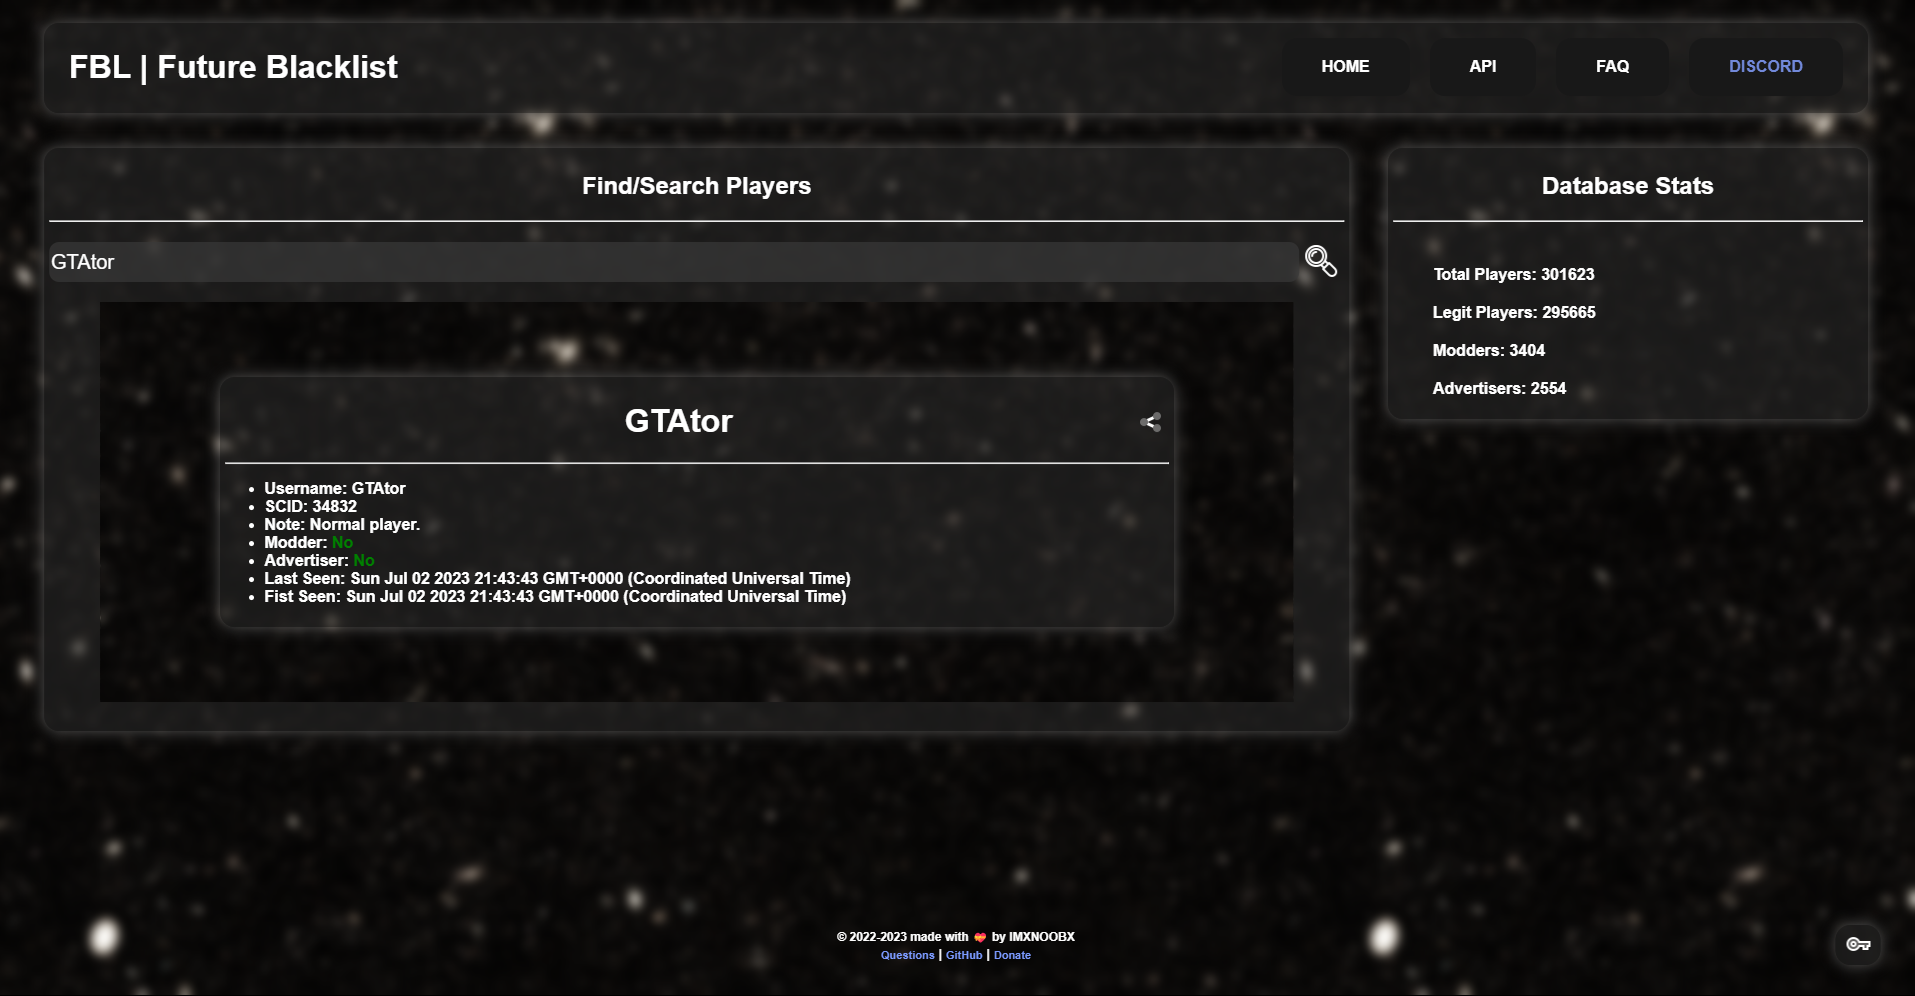 FBL | Future Blacklist
HOME
API
FAQ
DISCORD
Find/Search Players
GTAtor
GTAtor
Username: GTAtor
SCID: 34832
Note: Normal player.
Modder: No
Advertiser: No
Last Seen: Sun Jul 02 2023 21:43:43 GMT+0000 (Coordinated Universal Time)
Fist Seen: Sun Jul 02 2023 21:43:43 GMT+0000 (Coordinated Universal Time)
Database Stats
Total Players: 301623
Legit Players: 295665
Modders: 3404
Advertisers: 2554
© 2022-2023 made with 💝 by IMXNOOBX
Questions | GitHub | Donate